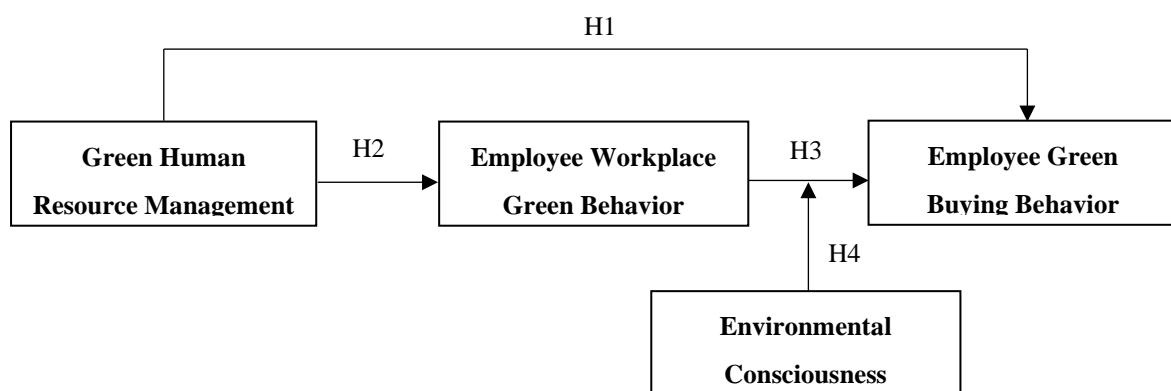 H1
Green Human
Resource Management
H2
Employee Workplace
Green Behavior
H3
Employee Green
Buying Behavior
H4
Environmental
Consciousness